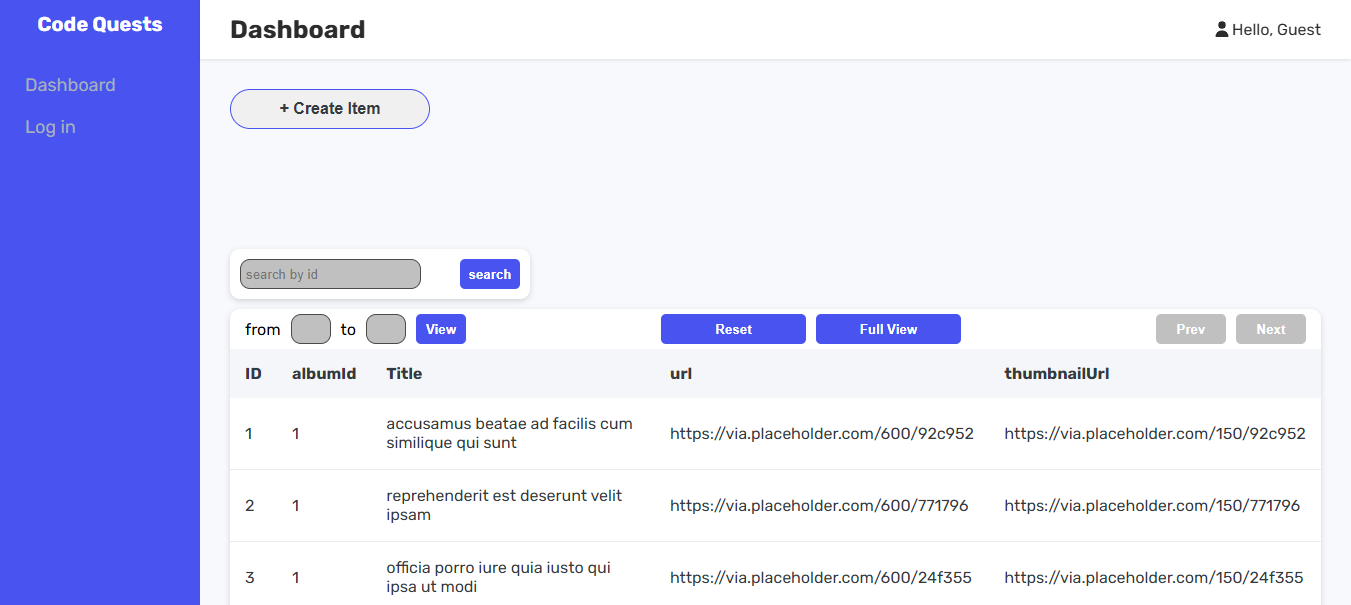 Code Quests
Dashboard
Log in
Dashboard
Hello, Guest
+ Create Item
search by id
search
from to View Reset Full View Prev Next
ID albumId Title url thumbnailUrl
1 1 accusamus beatae ad facilis cum similique qui sunt https://via.placeholder.com/600/92c952 https://via.placeholder.com/150/92c952
2 1 reprehenderit est deserunt velit ipsam https://via.placeholder.com/600/771796 https://via.placeholder.com/150/771796
3 1 officia porro iure quia iusto qui ipsa ut modi https://via.placeholder.com/600/24f355 https://via.placeholder.com/150/24f355